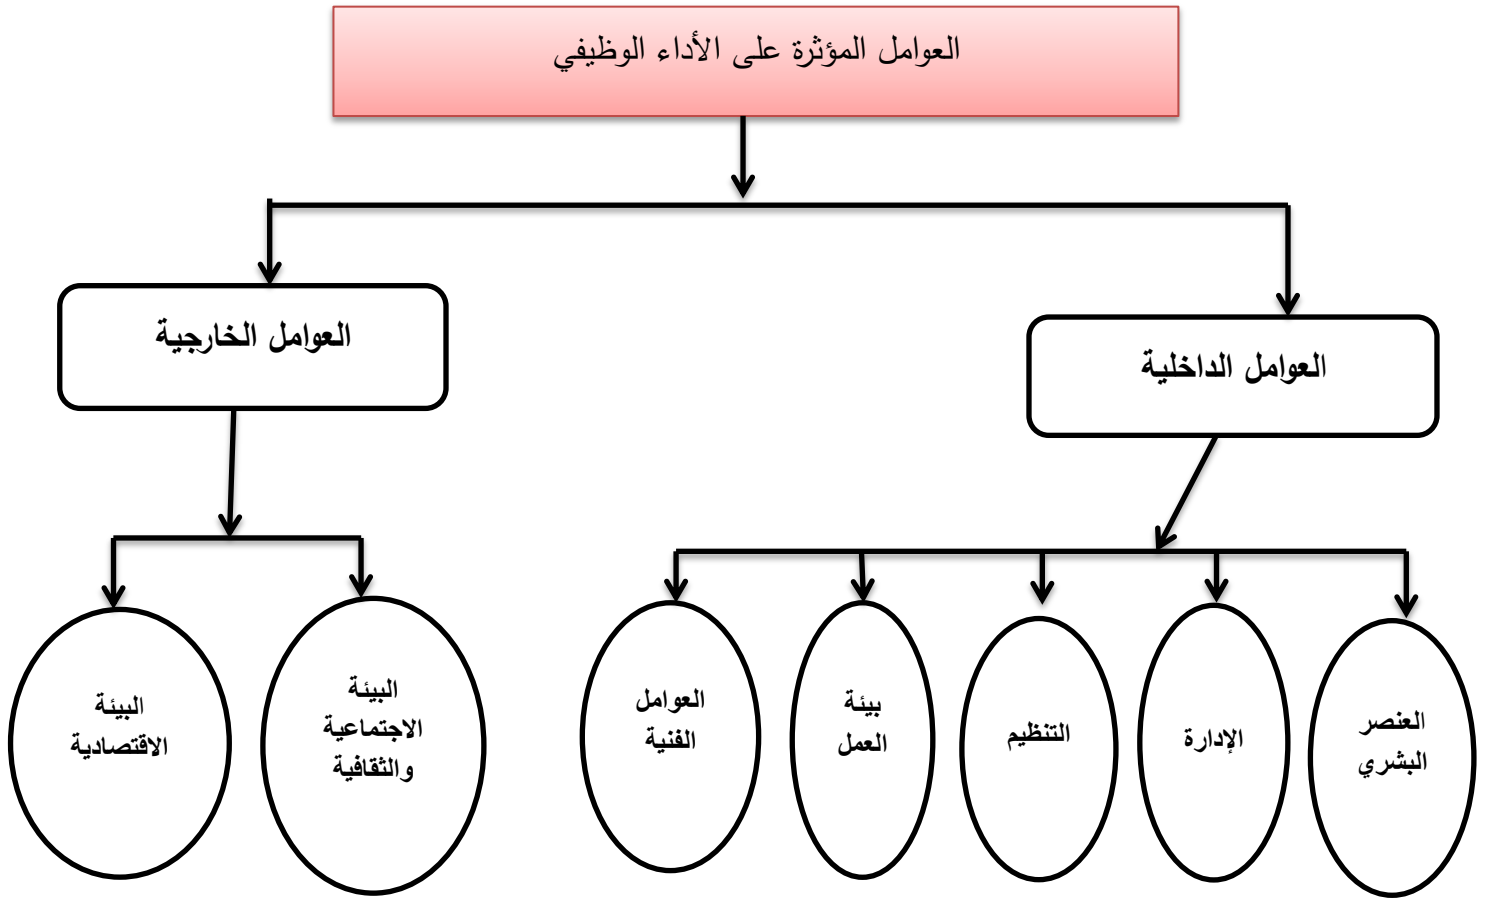 العوامل المؤثرة على الأداء الوظيفي
العوامل الداخلية
العوامل الخارجية
العنصر
البشري
الإدارة
التنظيم
بيئة
العمل
العوامل
الفنية
البيئة
الاجتماعية
والثقافية
البيئة
الاقتصادية